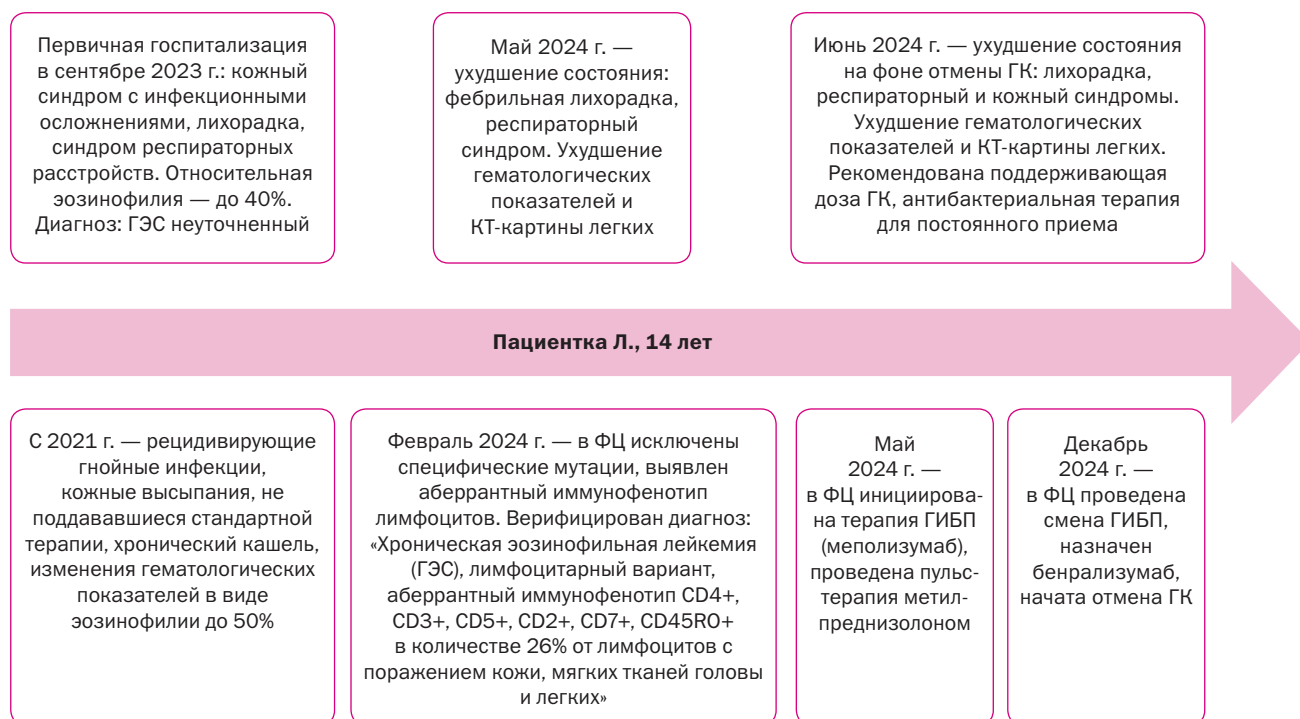 Первичная госпитализация
в сентябре 2023 г.: кожный
синдром с инфекционными
осложнениями, лихорадка,
синдром респираторных
расстройств. Относительная
эозинофилия — до 40%.
Диагноз: ГЭС неуточненный
Май 2024 г. —
ухудшение состояния:
фебрильная лихорадка,
респираторный
синдром. Ухудшение
гематологических
показателей и
КТ-картины легких
Июнь 2024 г. — ухудшение состояния
на фоне отмены ГК: лихорадка,
респираторный и кожный синдромы.
Ухудшение гематологических
показателей и КТ-картины легких.
Рекомендована поддерживающая
доза ГК, антибактериальная терапия
для постоянного приема
Пациентка Л., 14 лет
С 2021 г. — рецидивирующие
гнойные инфекции,
кожные высыпания, не
поддававшиеся стандартной
терапии, хронический кашель,
изменения гематологических
показателей в виде
эозинофилии до 50%
Февраль 2024 г. — в ФЦ исключены
специфические мутации, выявлен
аберрантный иммунофенотип
лимфоцитов. Верифицирован диагноз:
«Хроническая эозинофильная лейкемия
(ГЭС), лимфоцитарный вариант,
аберрантный иммунофенотип CD4+,
CD3+, CD5+, CD2+, CD7+, CD45RO+
в количестве 26% от лимфоцитов с
поражением кожи, мягких тканей головы
и легких»
Май
2024 г. —
в ФЦ инициирова-
на терапия ГИБП
(меполизумаб),
проведена пульс-
терапия метил-
преднизолоном
Декабрь
2024 г. —
в ФЦ проведена
смена ГИБП,
назначен
бенрализумаб,
начата отмена ГК